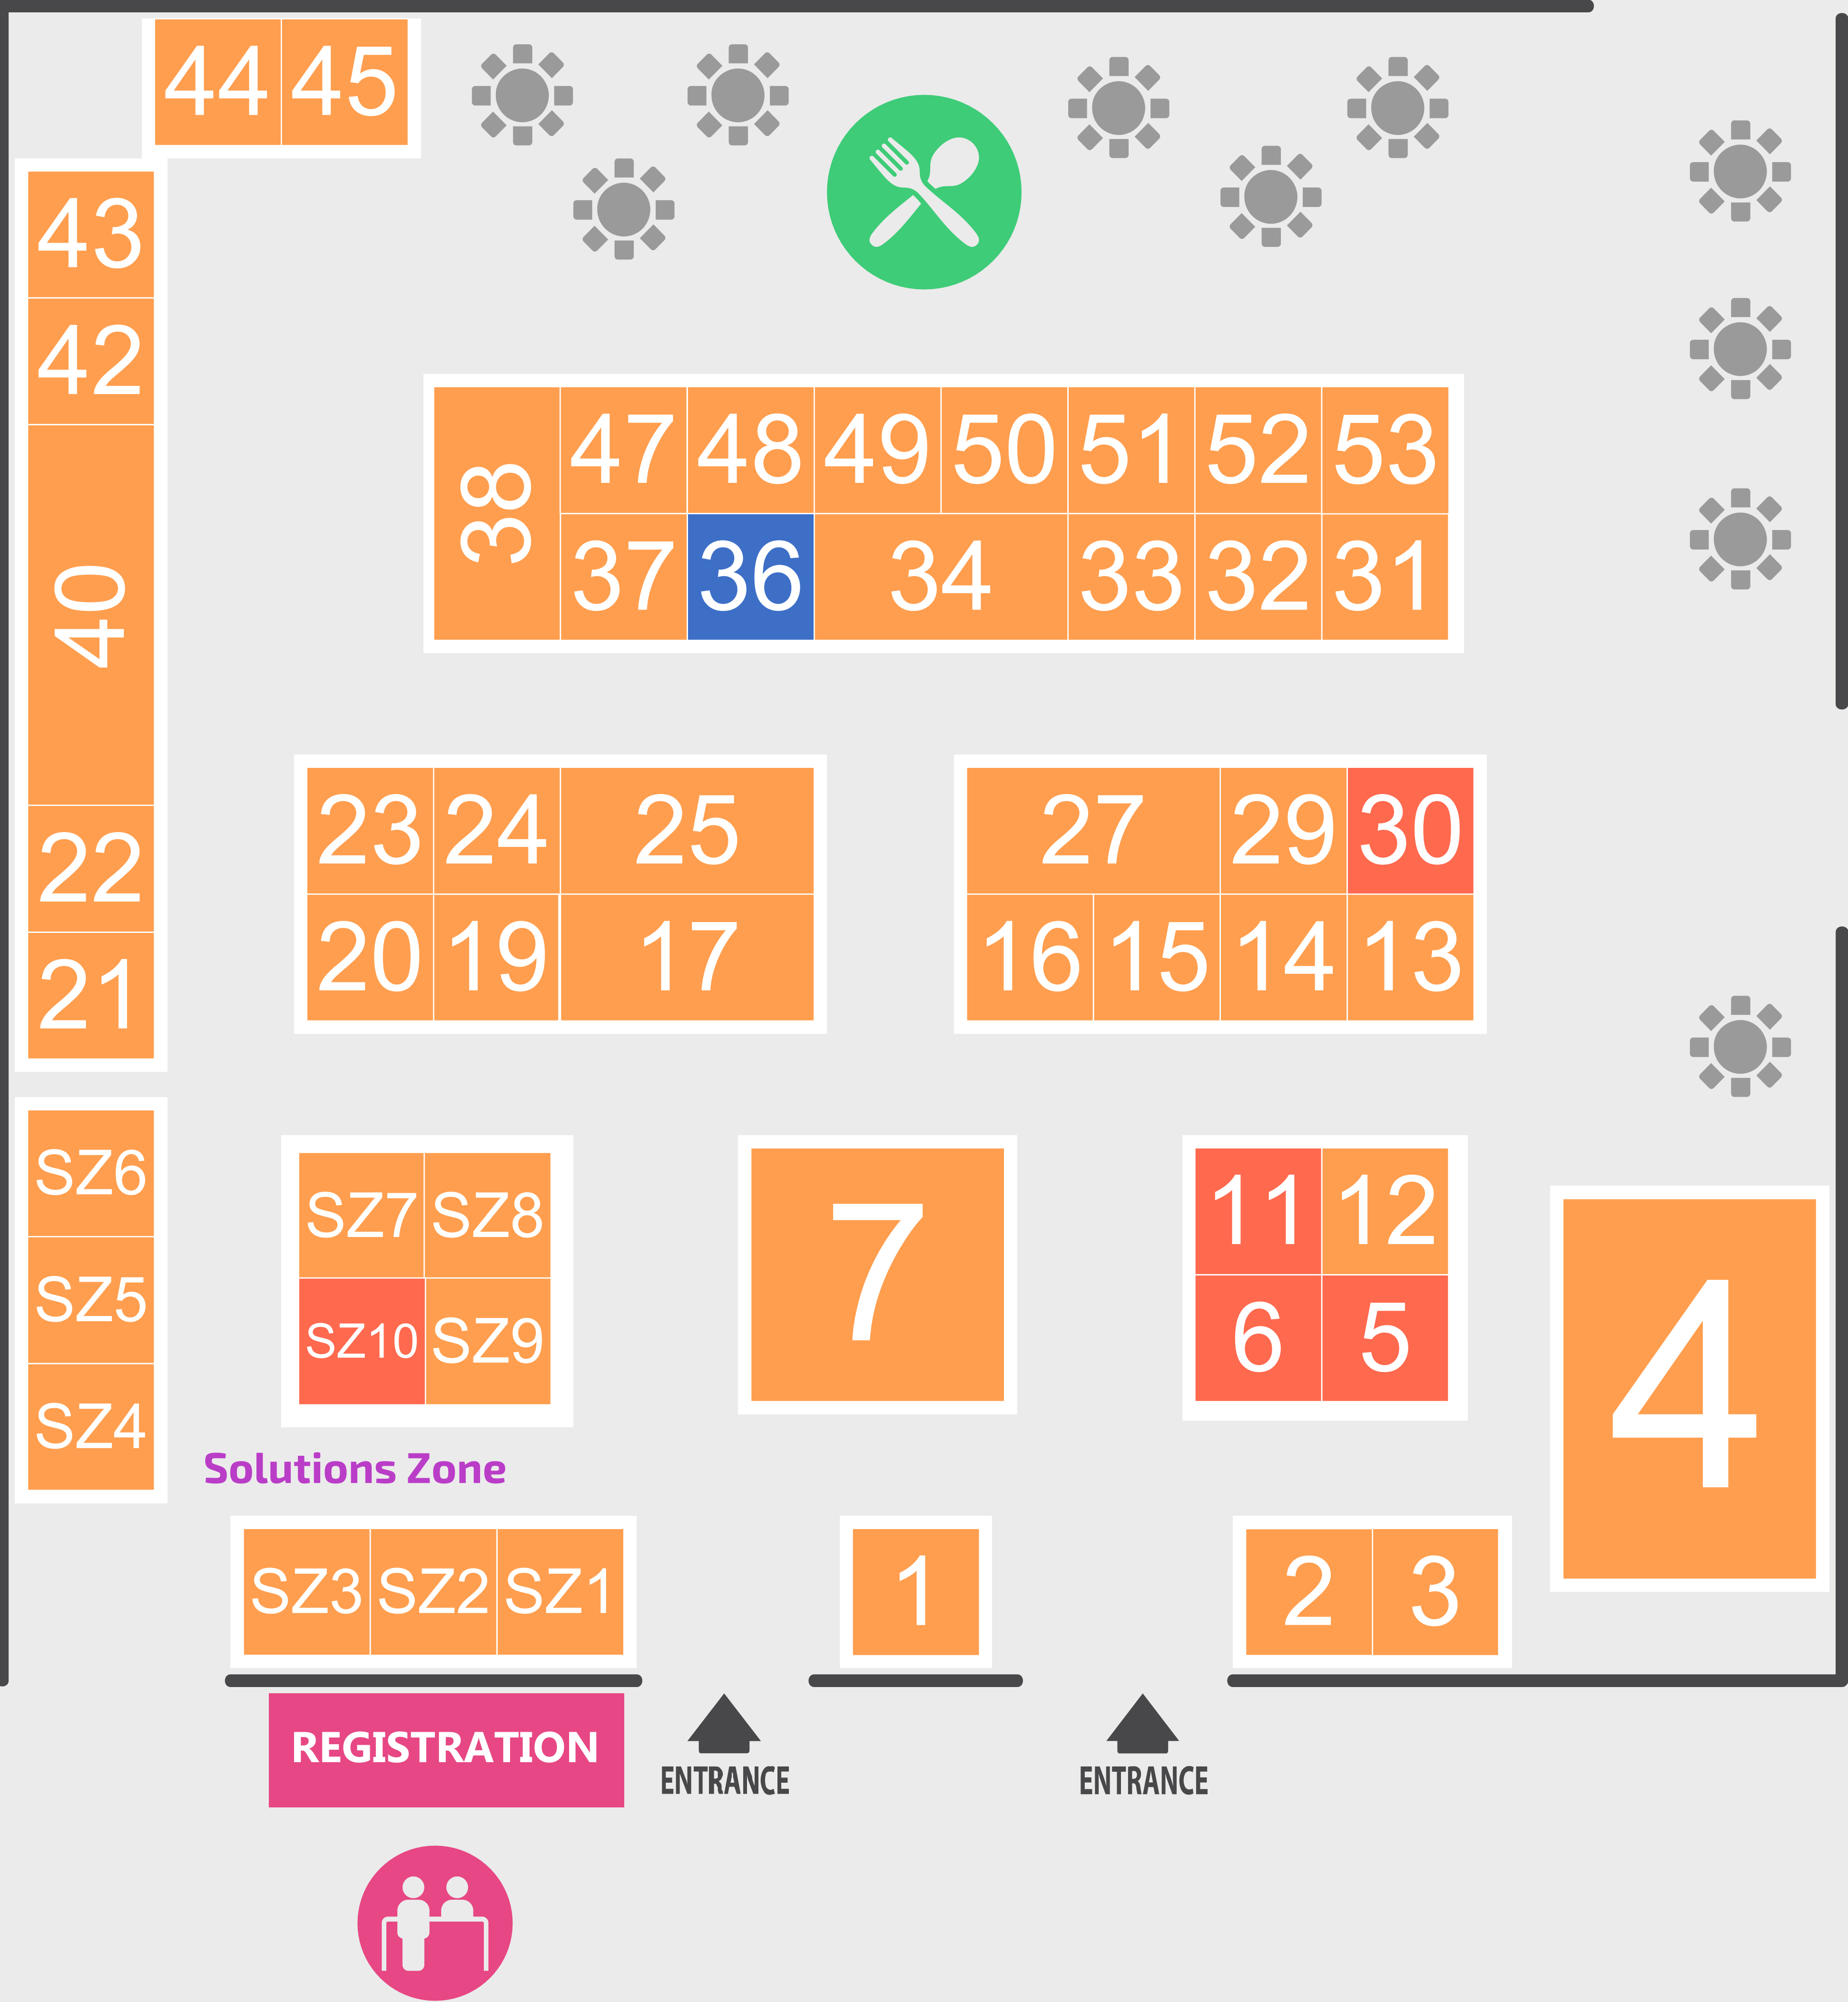 44 45
43
42
40
38 47 48 49 50 51 52 53
37 36 34 33 32 31
23 24 25 27 29 30
22
20 19 17 16 15 14 13
21
SZ6
SZ7 SZ8 7 11 12
SZ5
SZ10 SZ9 6 5 4
SZ4
Solutions Zone
SZ3 SZ2 SZ1 1 2 3
REGISTRATION
ENTRANCE ENTRANCE